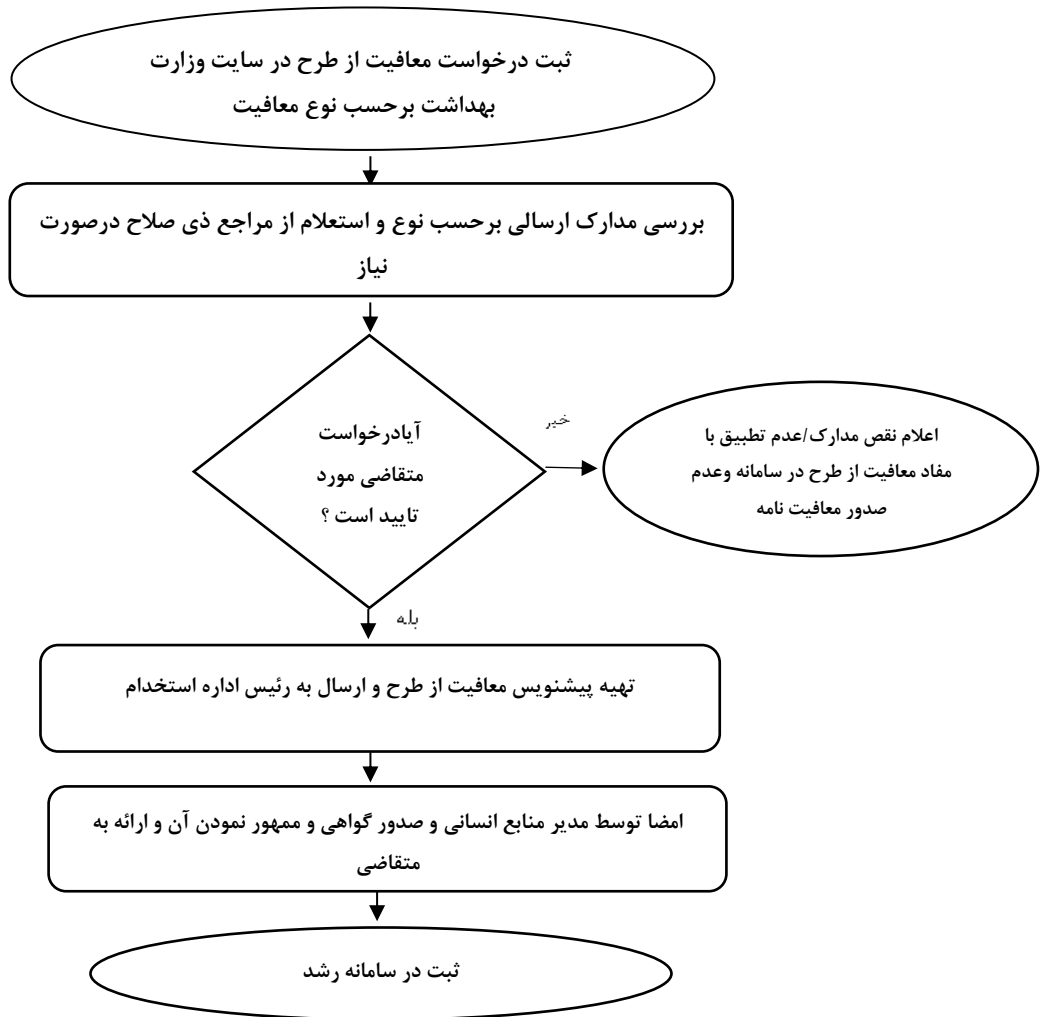 ثبت درخواست معافیت از طرح در سایت وزارت
بهداشت برحسب نوع معافیت
بررسی مدارک ارسالی برحسب نوع و استعلام از مراجع ذی صلاح درصورت
نیاز
آیادرخواست
متقاضی مورد
تایید است ؟
خیر
اعلام نقص مدارک/عدم تطبیق با
مفاد معافیت از طرح در سامانه وعدم
صدور معافیت نامه
بله
تهیه پیشنویس معافیت از طرح و ارسال به رئیس اداره استخدام
امضا توسط مدیر منابع انسانی و صدور گواهی و ممهور نمودن آن و ارائه به
متقاضی
ثبت در سامانه رشد